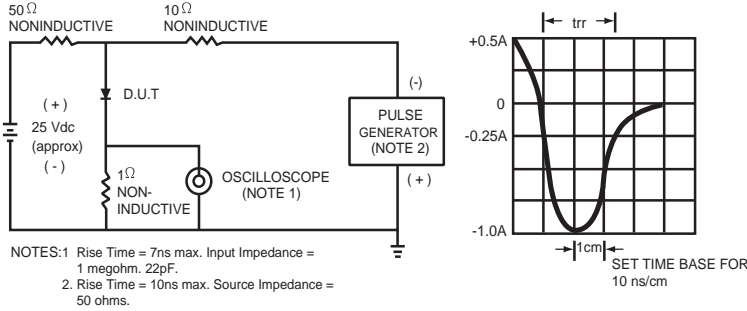 50Ω
NONINDUCTIVE
10Ω
NONINDUCTIVE
D.U.T
(+)
25 Vdc
(approx)
(-)
1Ω
NON-
INDUCTIVE
OSCILLOSCOPE
(NOTE 1)
(-)
PULSE
GENERATOR
(NOTE 2)
(+)
NOTES:1 Rise Time = 7ns max. Input Impedance =
1 megohm. 22pF.
2. Rise Time = 10ns max. Source Impedance =
50 ohms.
trr
+0.5A
0
-0.25A
-1.0A
1cm
SET TIME BASE FOR
10 ns/cm